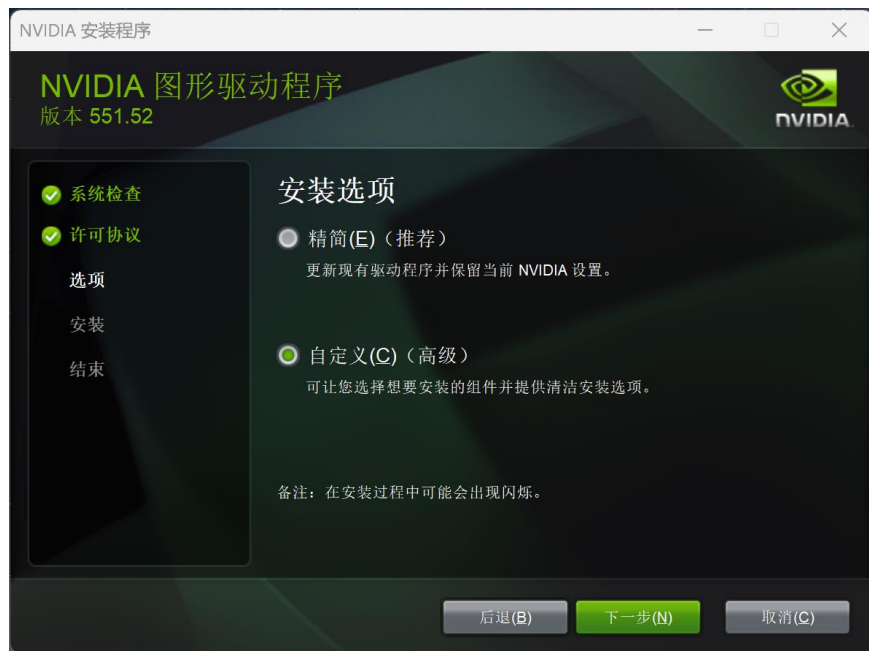 NVIDIA 安装程序
NVIDIA 图形驱动程序
版本 551.52
NVIDIA.
系统检查
许可协议
选项
安装
结束
安装选项
精简(E)（推荐）
更新现有驱动程序并保留当前 NVIDIA 设置。
自定义(C)（高级）
可让您选择想要安装的组件并提供清洁安装选项。
备注：在安装过程中可能会出现闪烁。
后退(B)
下一步(N)
取消(C)